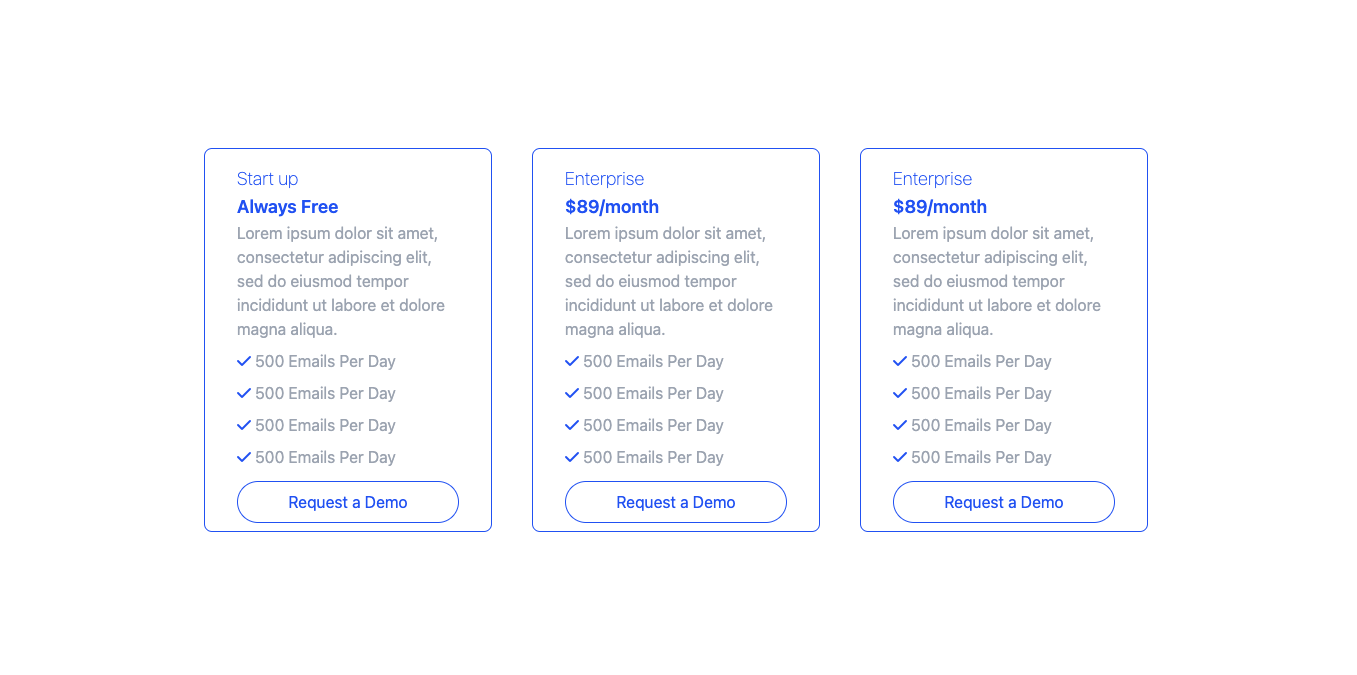 Start up
Always Free
Lorem ipsum dolor sit amet,
consectetur adipiscing elit,
sed do eiusmod tempor
incididunt ut labore et dolore
magna aliqua.
500 Emails Per Day
500 Emails Per Day
500 Emails Per Day
500 Emails Per Day
Request a Demo
Enterprise
$89/month
Lorem ipsum dolor sit amet,
consectetur adipiscing elit,
sed do eiusmod tempor
incididunt ut labore et dolore
magna aliqua.
500 Emails Per Day
500 Emails Per Day
500 Emails Per Day
500 Emails Per Day
Request a Demo
Enterprise
$89/month
Lorem ipsum dolor sit amet,
consectetur adipiscing elit,
sed do eiusmod tempor
incididunt ut labore et dolore
magna aliqua.
500 Emails Per Day
500 Emails Per Day
500 Emails Per Day
500 Emails Per Day
Request a Demo